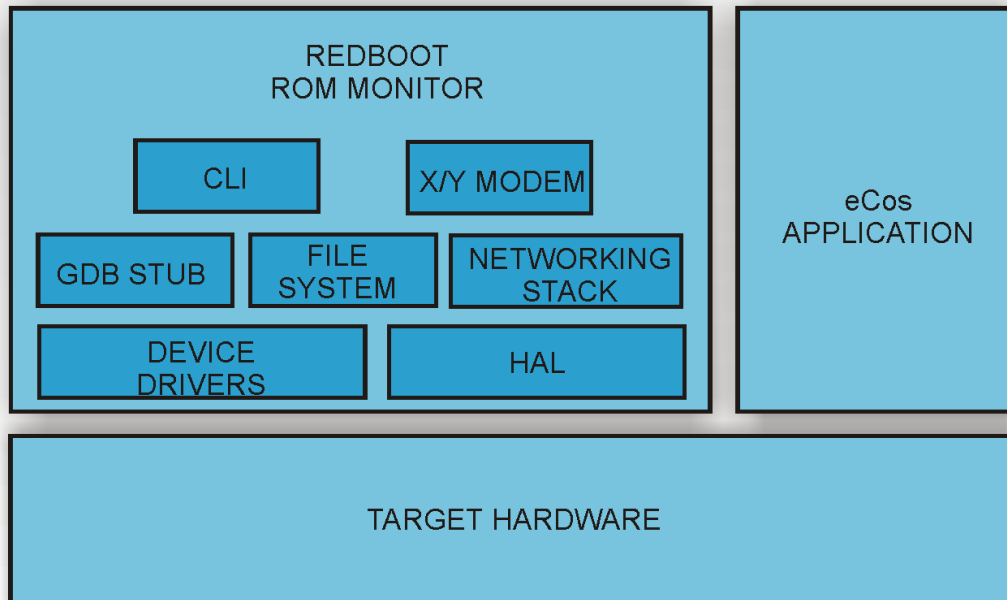 REDBOOT
ROM MONITOR
CLI
X/Y MODEM
GDB STUB
FILE
SYSTEM
NETWORKING
STACK
DEVICE
DRIVERS
HAL
eCos
APPLICATION
TARGET HARDWARE